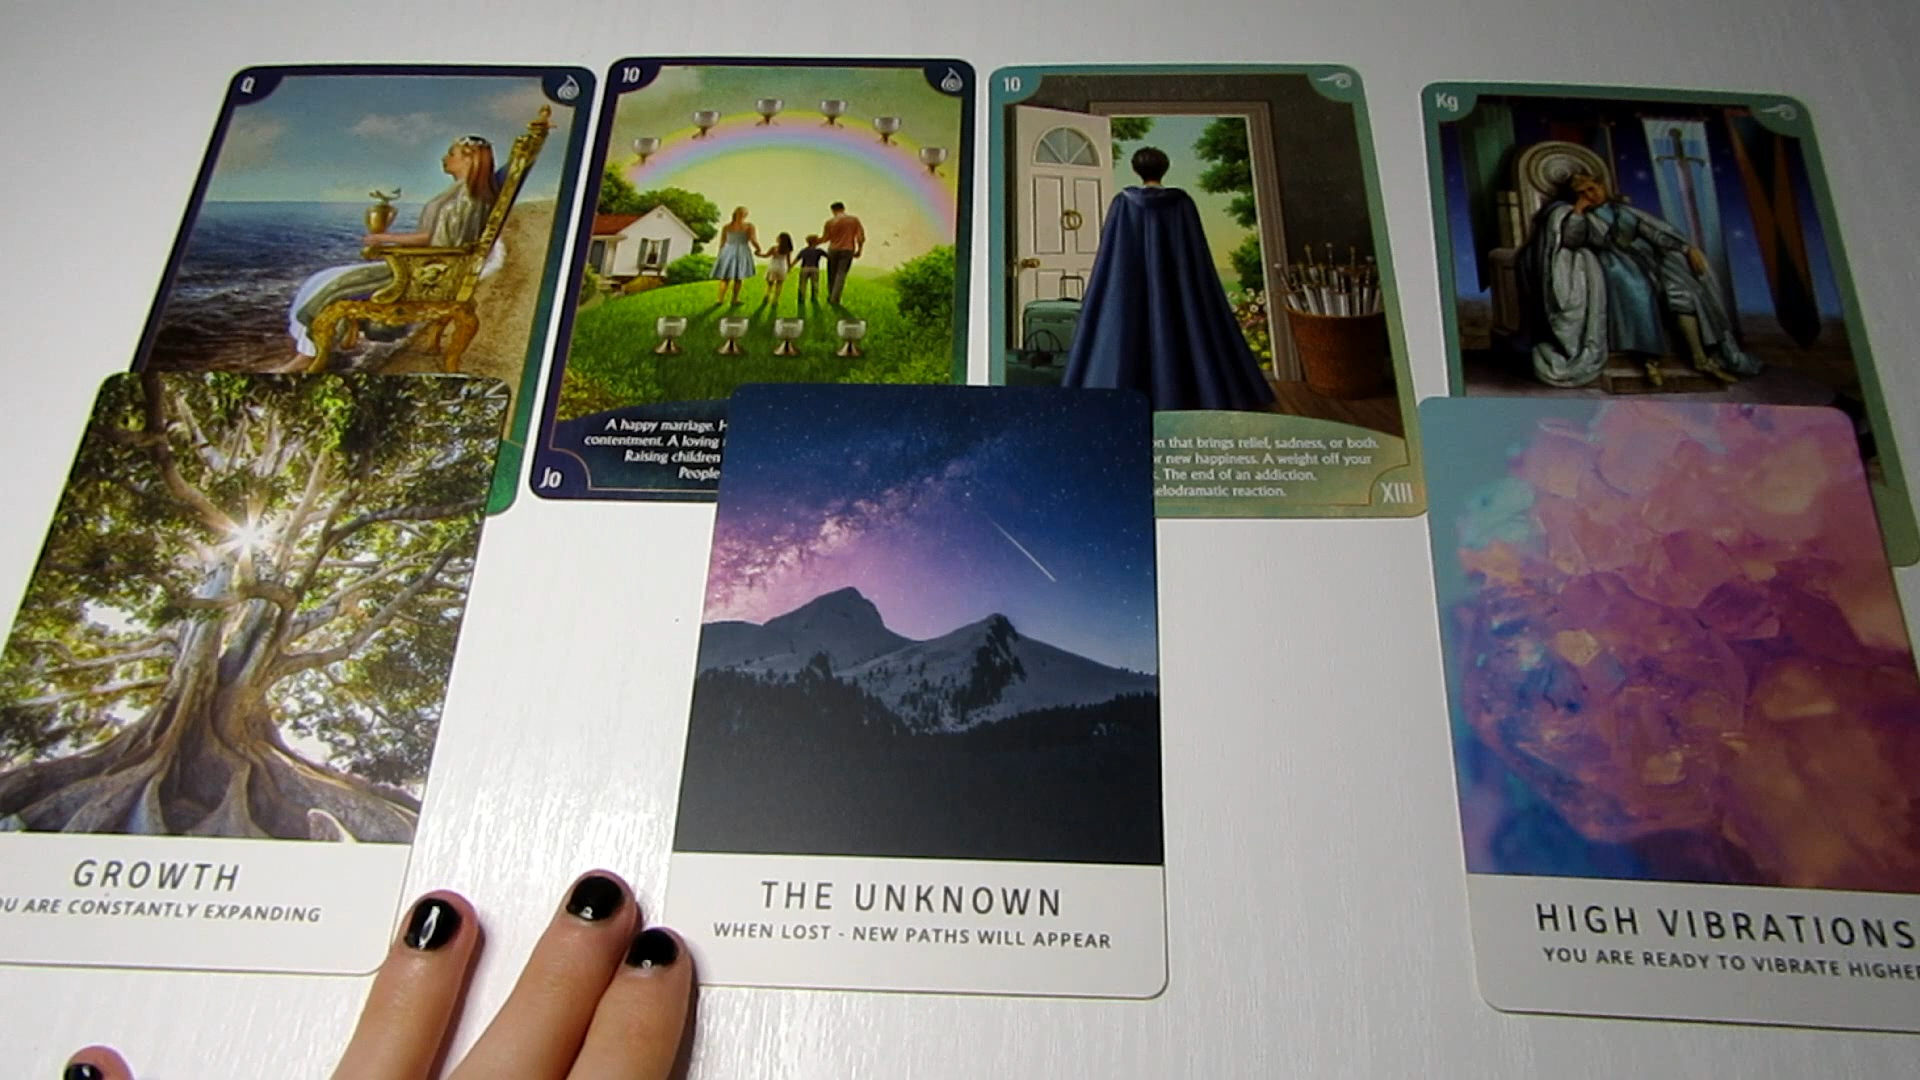 Q
10
10
Kg
A happy marriage.
contentment. A loving
Raising children
People
Jo
that brings relief, sadness, or both.
new happiness. A weight off your
The end of an addiction.
reaction.
XIII
GROWTH
ARE CONSTANTLY EXPANDING
THE UNKNOWN
WHEN LOST - NEW PATHS WILL APPEAR
HIGH VIBRATIONS
YOU ARE READY TO VIBRATE HIGHER